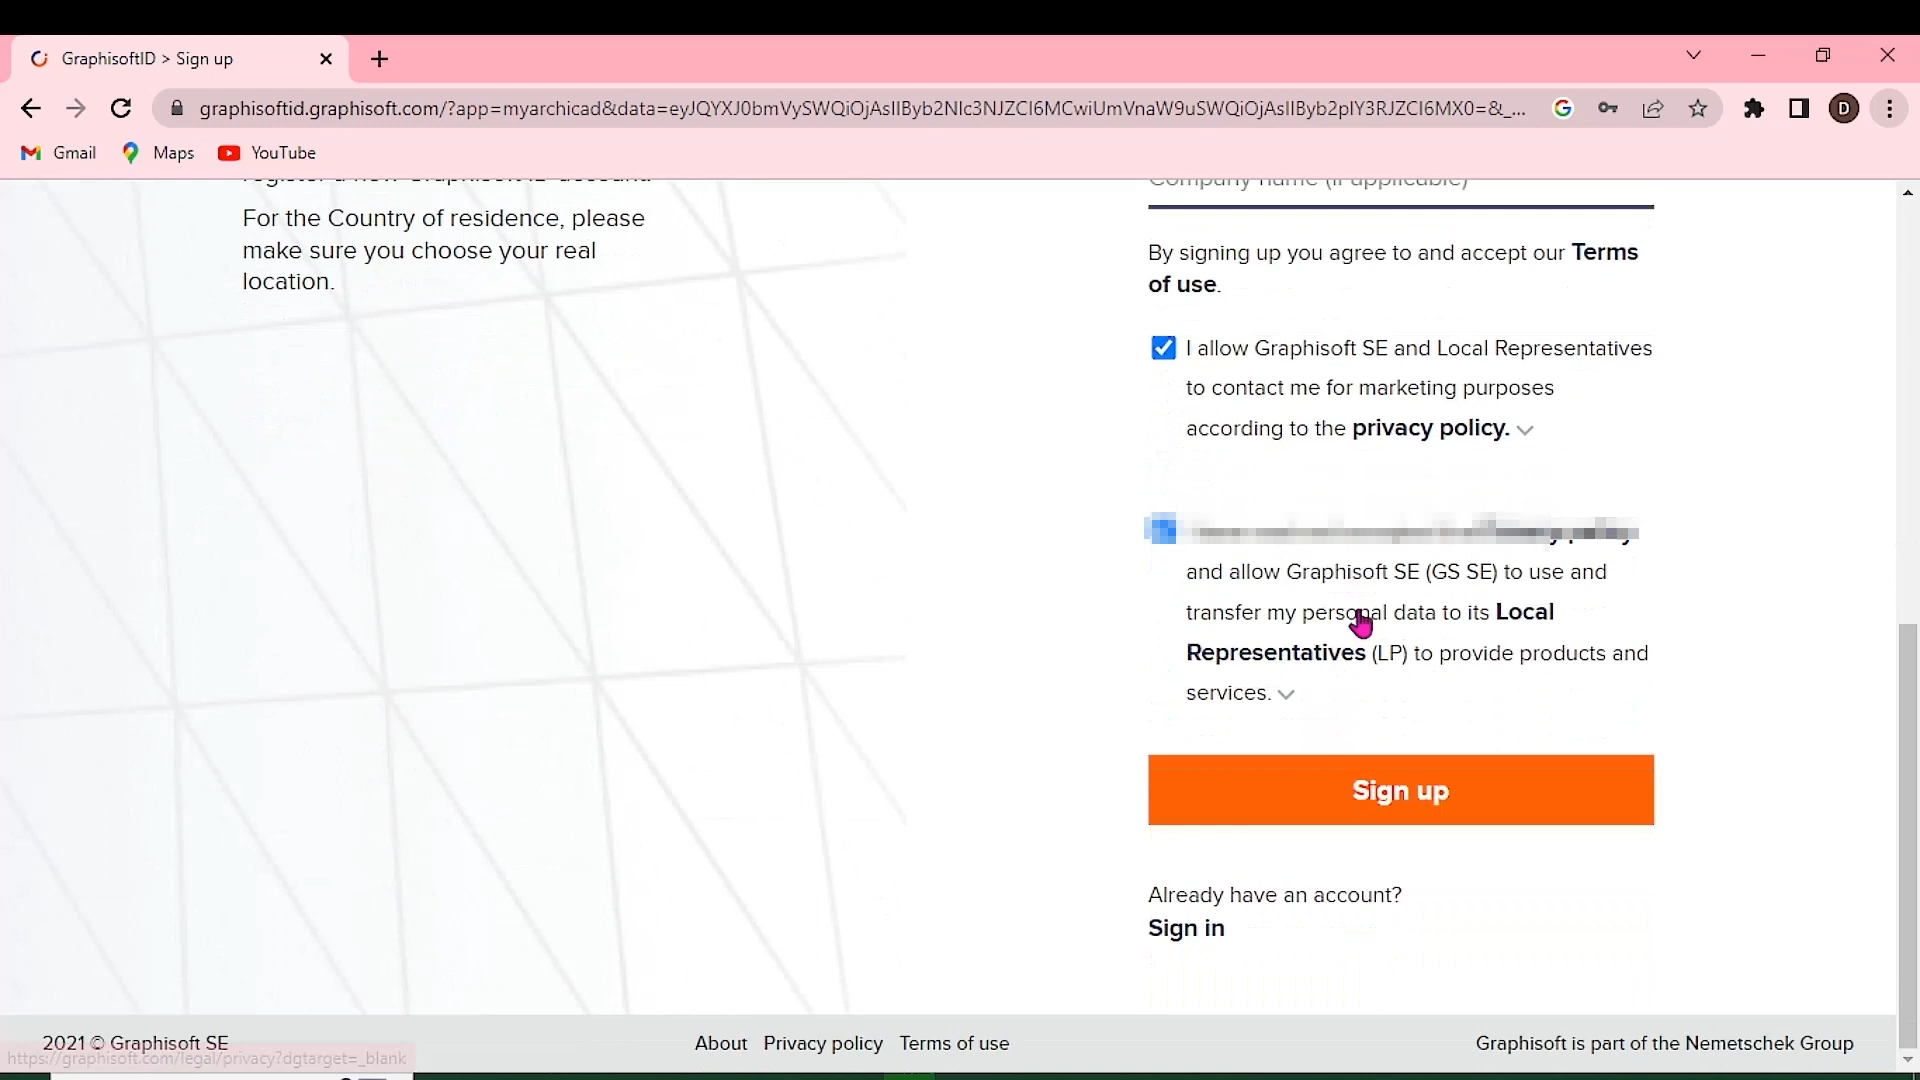 GraphisoftID > Sign up
graphisoftid.graphisoft.com/?app=myarchicad&data=eyJQYXJ0bmVySWQiOjAsIlByb2Nlc3NJZCI6MCwiUmVnaW9uSWQiOjAsIlByb2plY3RJZCI6MX0=&_...
D
Gmail
Maps
YouTube
Company name (if applicable)
For the Country of residence, please
make sure you choose your real
location.
By signing up you agree to and accept our Terms
of use.
I allow Graphisoft SE and Local Representatives
to contact me for marketing purposes
according to the privacy policy.
policy
and allow Graphisoft SE (GS SE) to use and
transfer my personal data to its Local
Representatives (LP) to provide products and
services.
Sign up
Already have an account?
Sign in
2021 © Graphisoft SE
About
Privacy policy
Terms of use
Graphisoft is part of the Nemetschek Group
https://graphisoft.com/legal/privacy?dgtarget=_blank